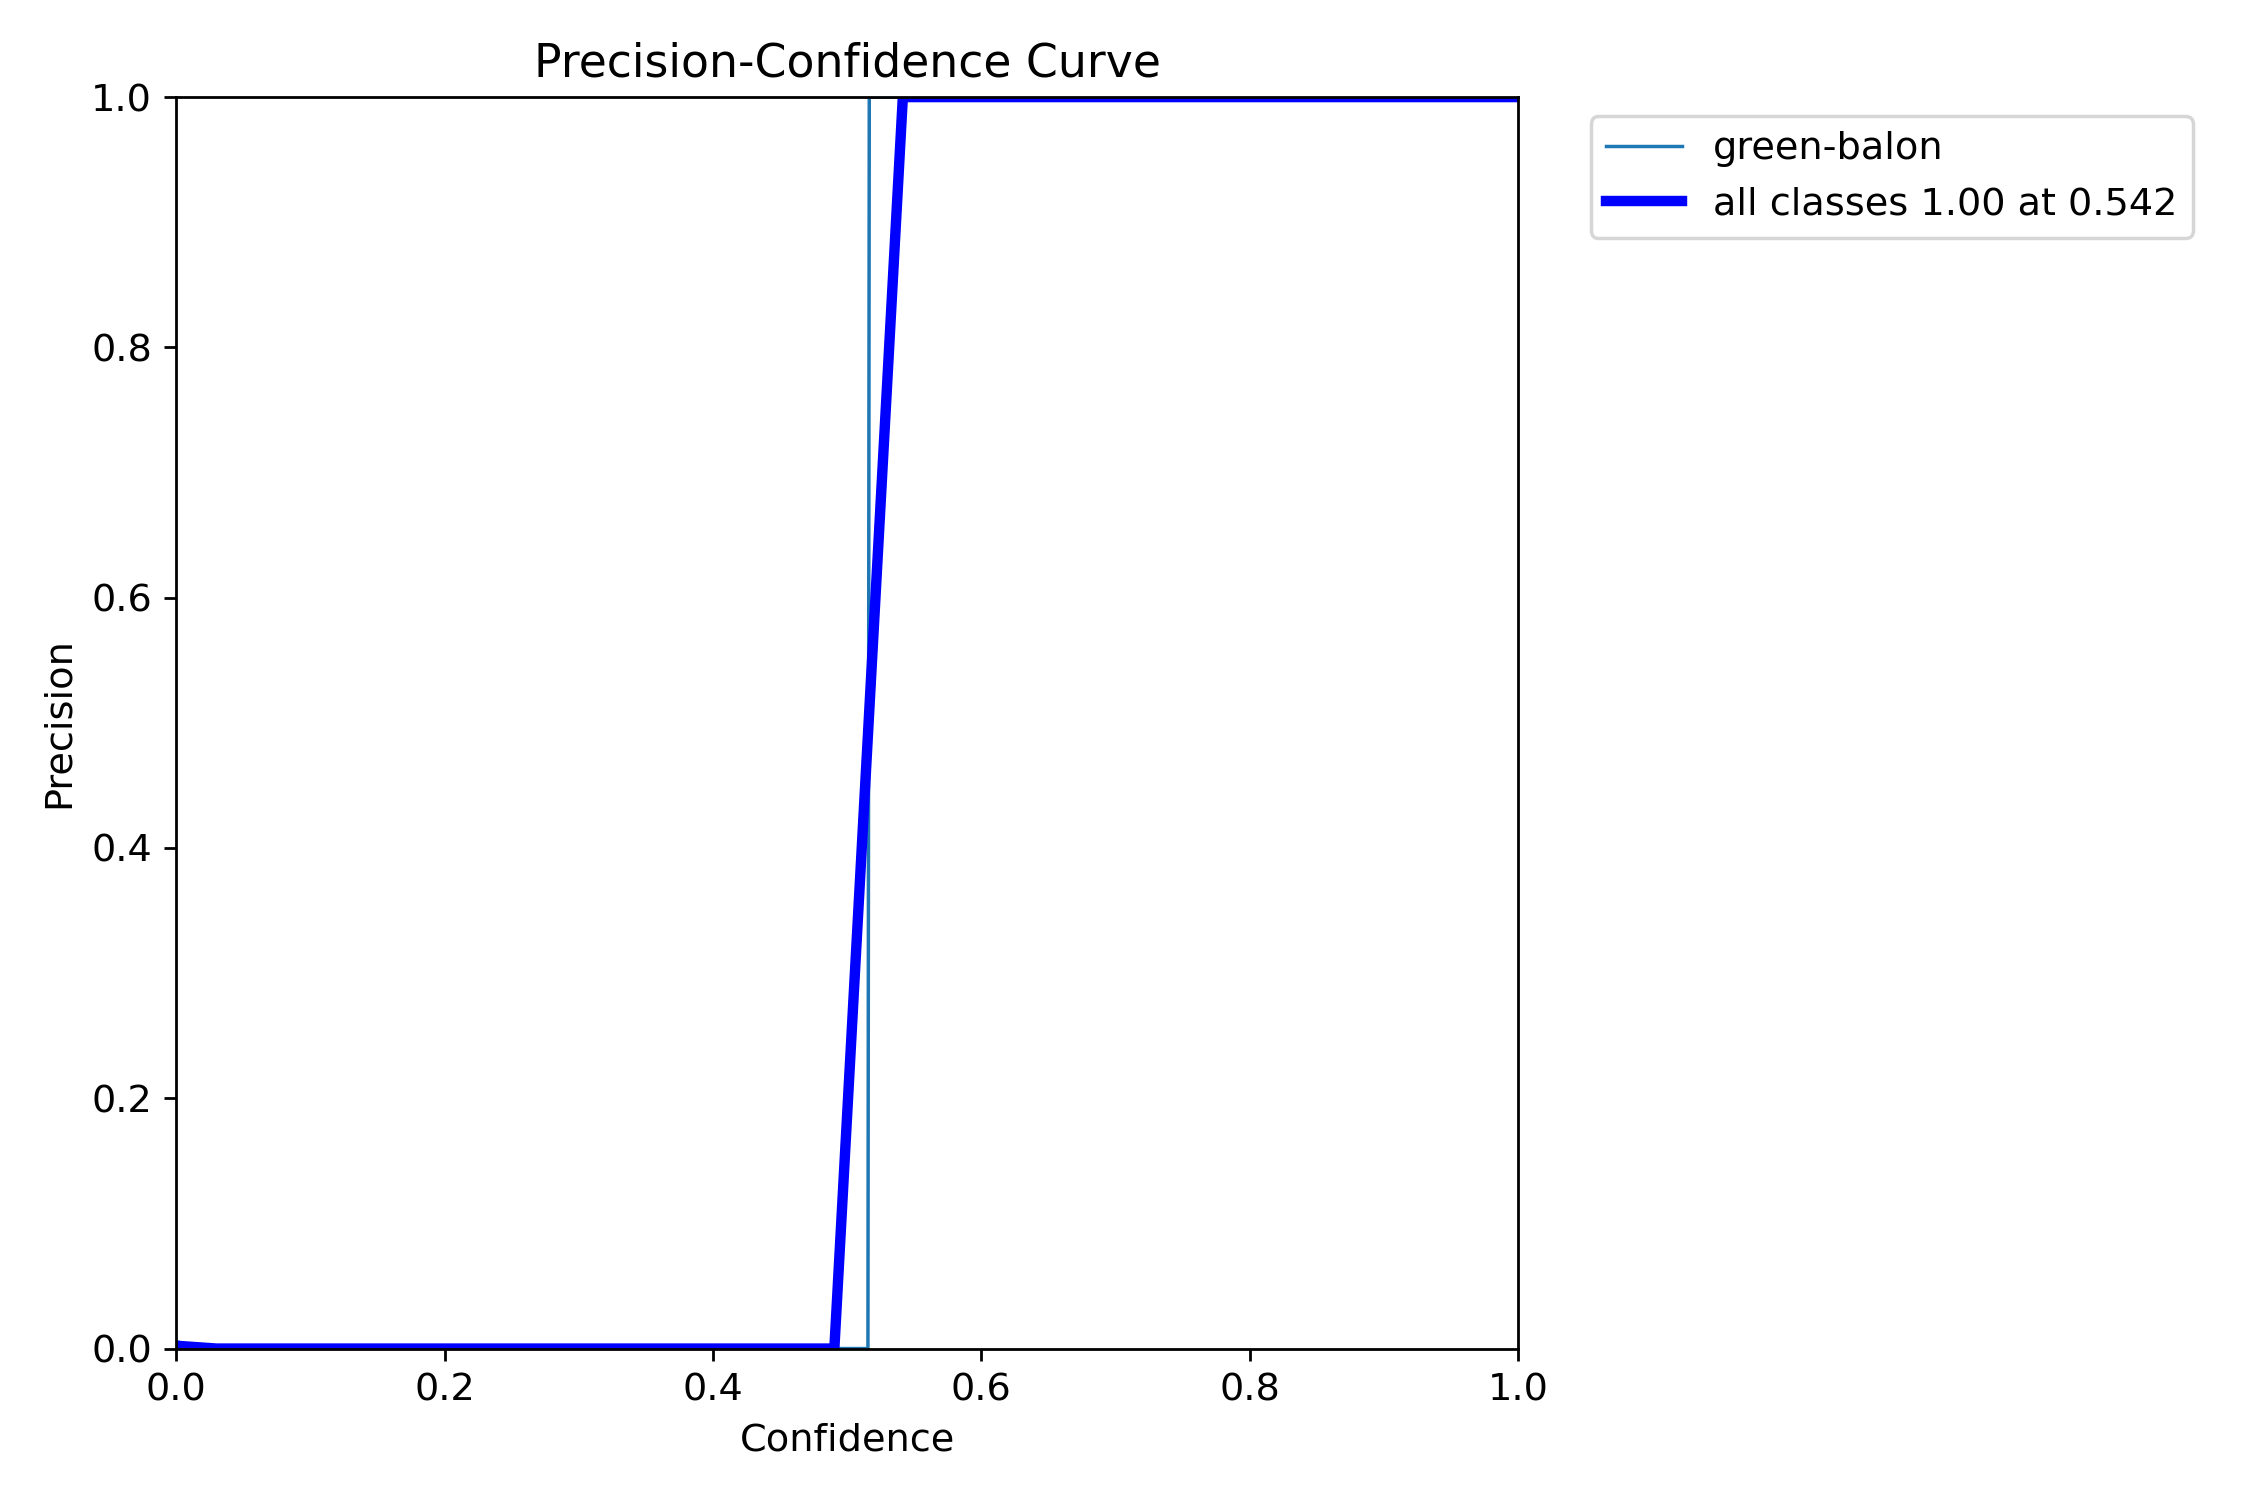 Precision-Confidence Curve
1.0
0.8
0.6
0.4
0.2
0.0
Precision
0.0 0.2 0.4 0.6 0.8 1.0
Confidence
green-balon
all classes 1.00 at 0.542